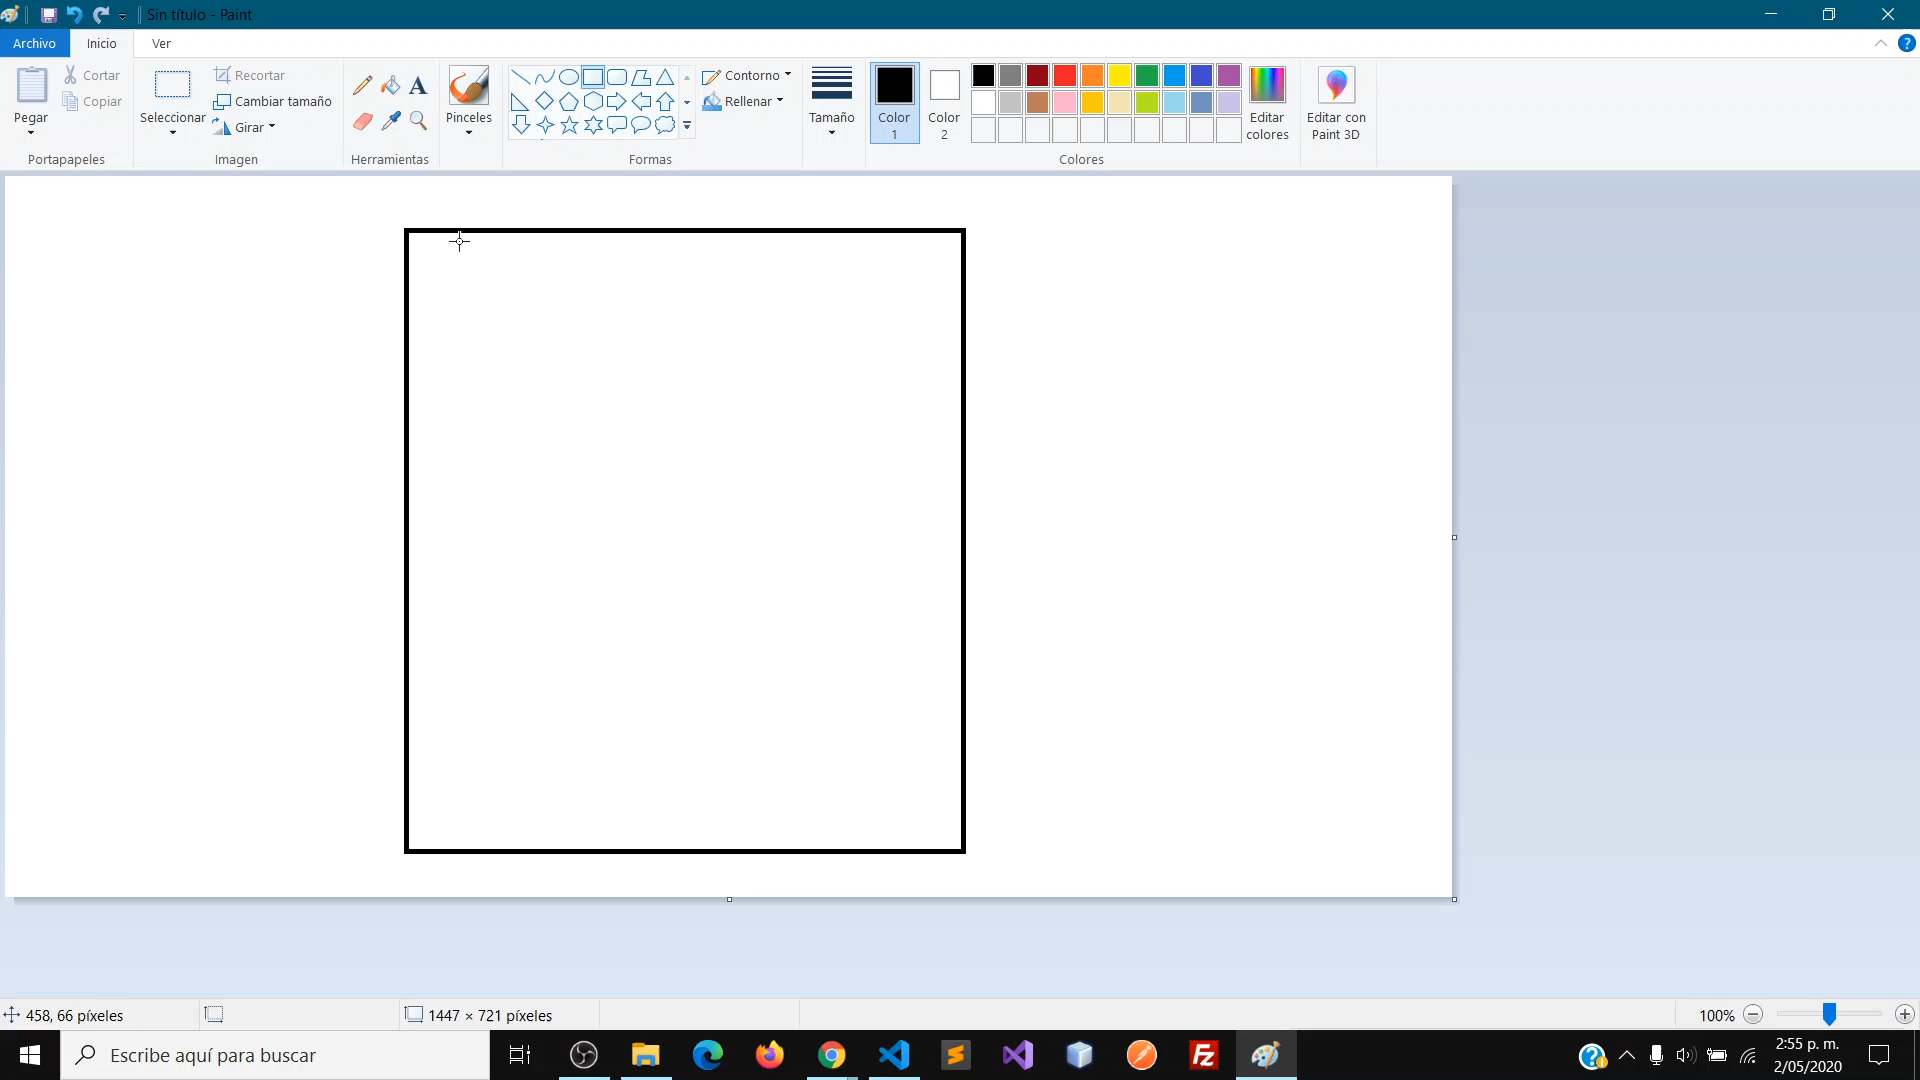 Sin título - Paint
Archivo Inicio Ver
Pegar
Cortar
Copiar
Portapapeles
Seleccionar
Recortar
Cambiar tamaño
Girar
Imagen
A
Herramientas
Pinceles
Formas
Contorno
Rellenar
Tamaño
Color
1
Color
2
Colores
Editar
colores
Editar con
Paint 3D
458, 66 píxeles
1447 × 721 píxeles
100%
Escribe aquí para buscar
Fz
2:55 p. m.
2/05/2020